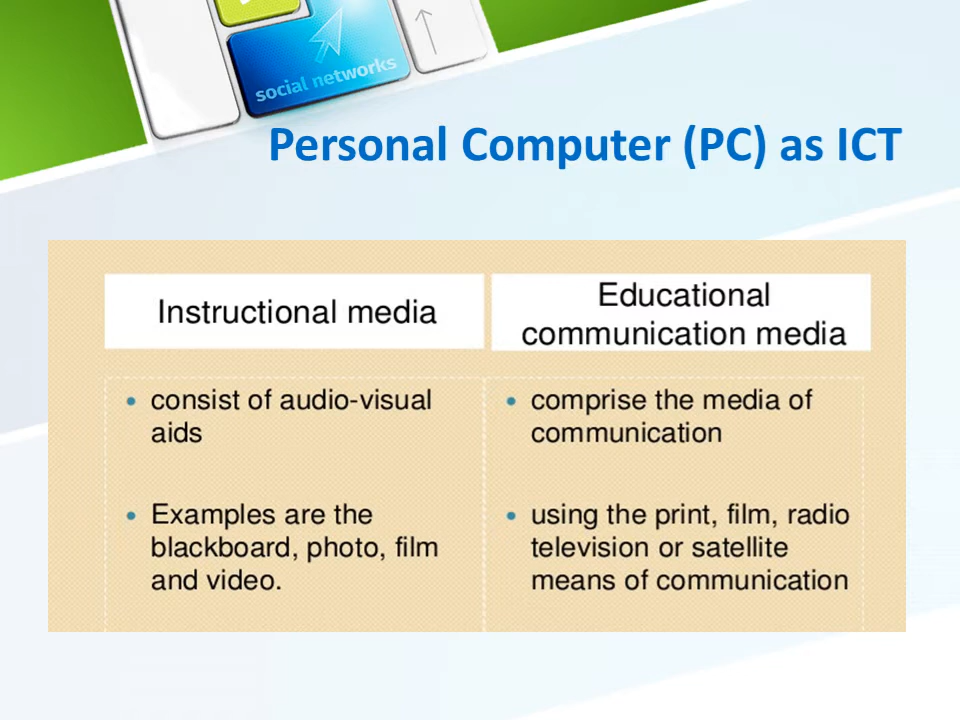 social networks
Personal Computer (PC) as ICT
Instructional media
Educational
communication media
• consist of audio-visual
aids
• Examples are the
blackboard, photo, film
and video.
• comprise the media of
communication
• using the print, film, radio
television or satellite
means of communication